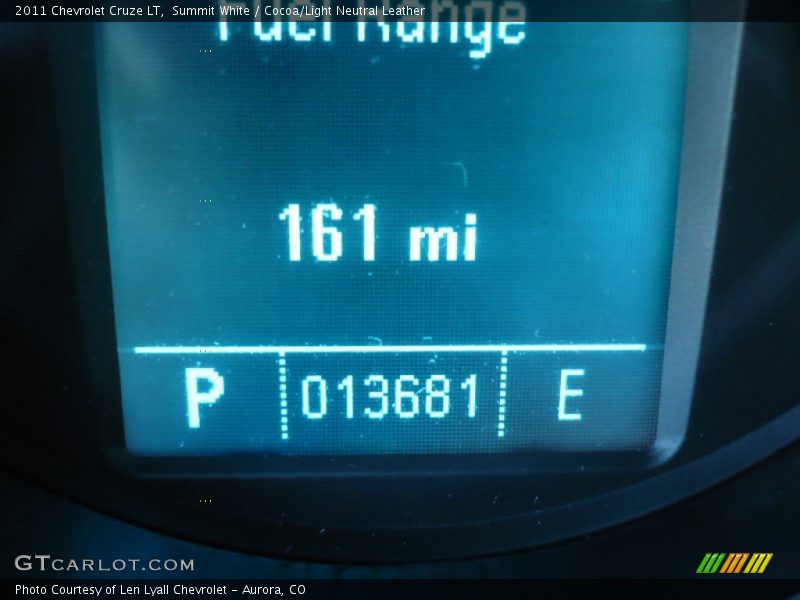 2011 Chevrolet Cruze LT,  Summit White / Cocoa/Light Neutral Leather
Fuel Range
161 mi
P 013681 E
GTCARLOT.COM
Photo Courtesy of Len Lyall Chevrolet - Aurora, CO